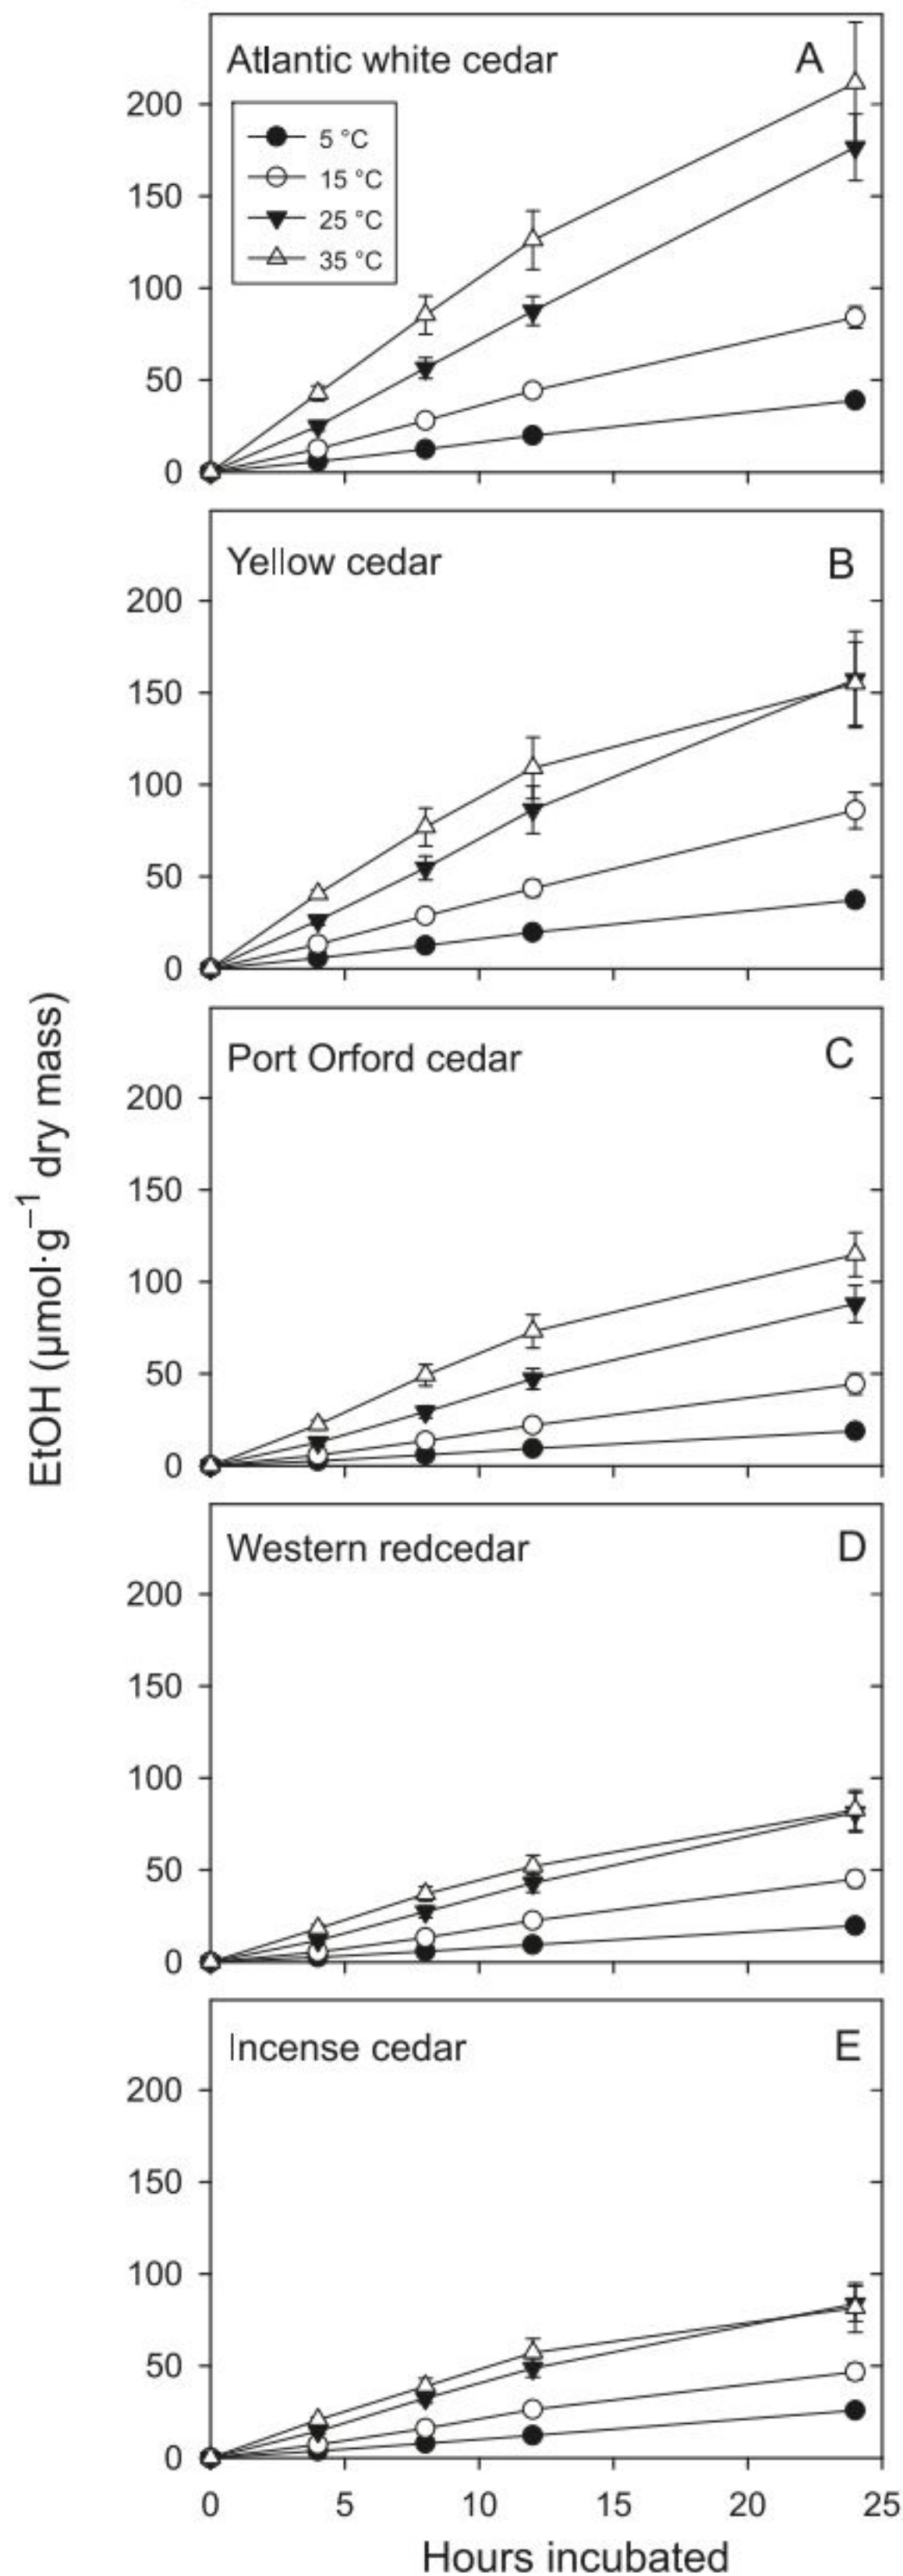 Atlantic white cedar A
5 °C
15 °C
25 °C
35 °C
200
150
100
50
0
Yellow cedar B
200
150
100
50
0
EtOH (µmol·g⁻¹ dry mass)
Port Orford cedar C
200
150
100
50
0
Western redcedar D
200
150
100
50
0
Incense cedar E
200
150
100
50
0
0 5 10 15 20 25
Hours incubated